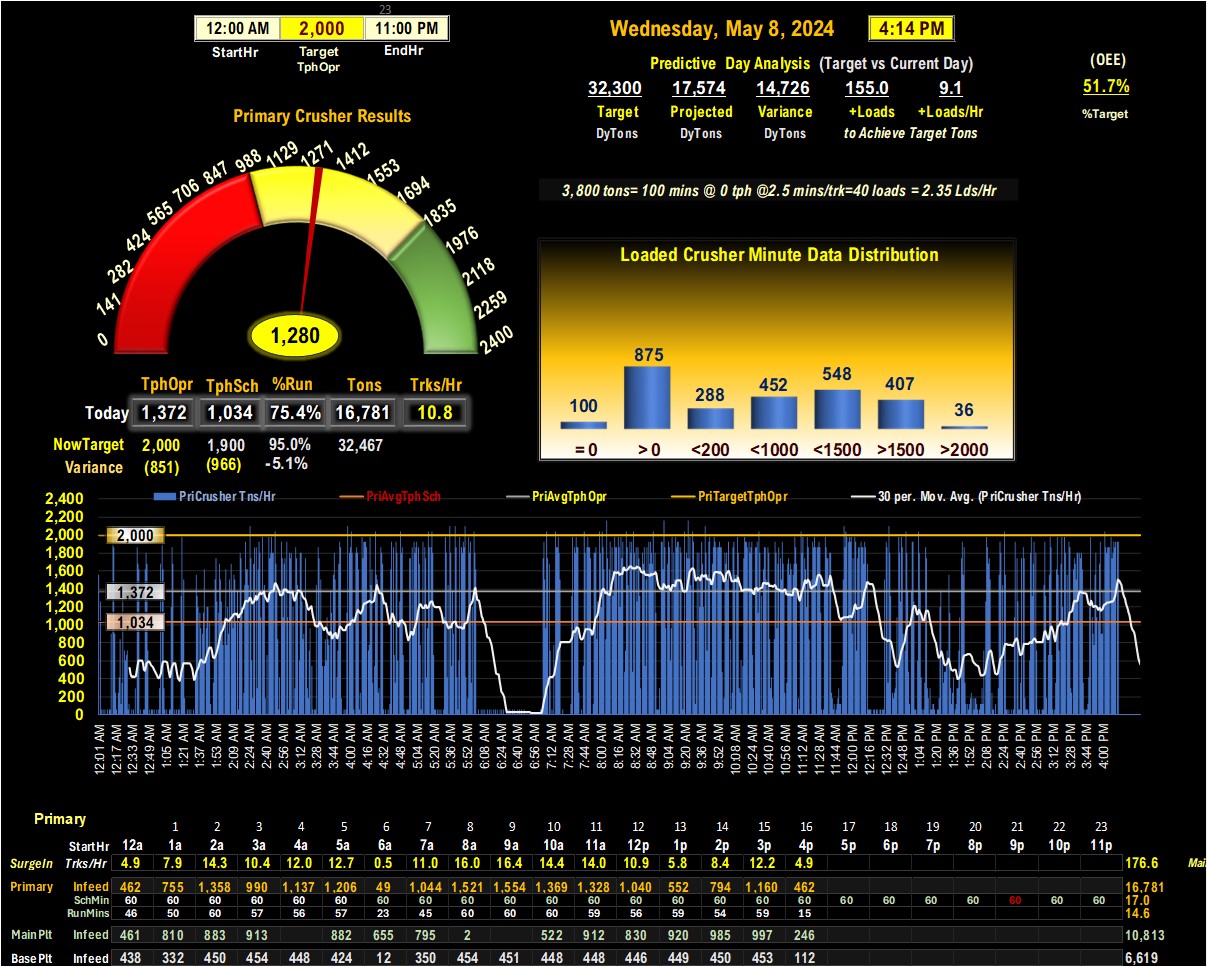 23
12:00 AM 2,000 11:00 PM
StartHr Target TphOpr EndHr
Wednesday, May 8, 2024 4:14 PM
Predictive Day Analysis (Target vs Current Day)
32,300 17,574 14,726 155.0 9.1
Target Projected Variance +Loads +Loads/Hr
DyTons DyTons DyTons to Achieve Target Tons
(OEE)
51.7%
%Target
3,800 tons= 100 mins @ 0 tph @2.5 mins/trk=40 loads = 2.35 Lds/Hr
Primary Crusher Results
0 141 282 424 565 706 847 988 1129 1271 1412 1553 1694 1835 1976 2118 2259 2400
1,280
TphOpr TphSch %Run Tons Trks/Hr
Today 1,372 1,034 75.4% 16,781 10.8
NowTarget 2,000 1,900 95.0% 32,467
Variance (851) (966) -5.1%
Loaded Crusher Minute Data Distribution
100 875 288 452 548 407 36
= 0 > 0 <200 <1000 <1500 >1500 >2000
PriCrusher Tns/Hr PriAvgTphSch PriAvgTphOpr PriTargetTphOpr 30 per. Mov. Avg. (PriCrusher Tns/Hr)
2,400
2,200
2,000
1,800
1,600
1,400
1,200
1,000
800
600
400
200
0
2,000
1,372
1,034
12:01 AM 12:17 AM 12:33 AM 12:49 AM 1:05 AM 1:21 AM 1:37 AM 1:53 AM 2:09 AM 2:24 AM 2:40 AM 2:56 AM 3:12 AM 3:28 AM 3:44 AM 4:00 AM 4:16 AM 4:32 AM 4:48 AM 5:04 AM 5:20 AM 5:36 AM 5:52 AM 6:08 AM 6:24 AM 6:40 AM 6:56 AM 7:12 AM 7:28 AM 7:44 AM 8:00 AM 8:16 AM 8:32 AM 8:48 AM 9:04 AM 9:20 AM 9:36 AM 9:52 AM 10:08 AM 10:24 AM 10:40 AM 10:56 AM 11:12 AM 11:28 AM 11:44 AM 12:00 PM 12:16 PM 12:32 PM 12:48 PM 1:04 PM 1:20 PM 1:36 PM 1:52 PM 2:08 PM 2:24 PM 2:40 PM 2:56 PM 3:12 PM 3:28 PM 3:44 PM 4:00 PM
Primary
1 2 3 4 5 6 7 8 9 10 11 12 13 14 15 16 17 18 19 20 21 22 23
StartHr 12a 1a 2a 3a 4a 5a 6a 7a 8a 9a 10a 11a 12p 1p 2p 3p 4p 5p 6p 7p 8p 9p 10p 11p
SurgeIn Trks/Hr 4.9 7.9 14.3 10.4 12.0 12.7 0.5 11.0 16.0 16.4 14.4 14.0 10.9 5.8 8.4 12.2 4.9 176.6 Mai
Primary Infeed 462 755 1,358 990 1,137 1,206 49 1,044 1,521 1,554 1,369 1,328 1,040 552 794 1,160 462 16,781
SchMin 60 60 60 60 60 60 60 60 60 60 60 60 60 60 60 60 60 60 60 60 60 60 60 60 17.0
RunMins 46 50 60 57 56 57 23 45 60 60 60 59 56 59 54 59 15 14.6
MainPlt Infeed 461 810 883 913 882 655 795 2 522 912 830 920 985 997 246 10,813
BasePlt Infeed 438 332 450 454 448 424 12 350 454 451 448 448 446 449 450 453 112 6,619